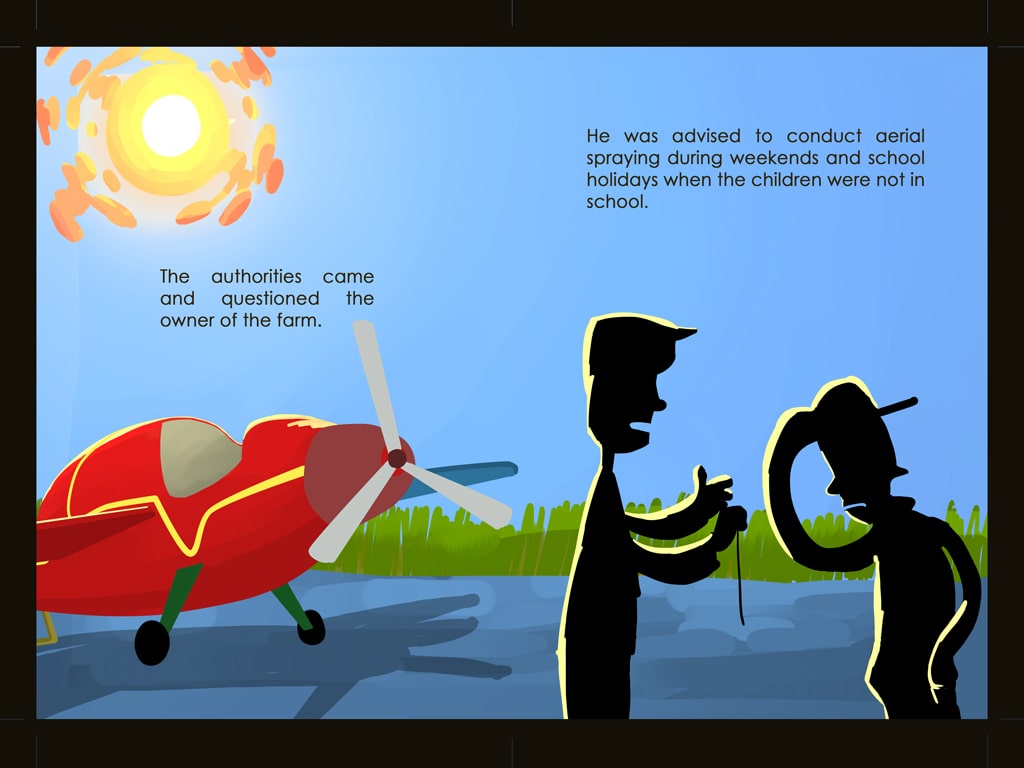 The authorities came
and questioned the
owner of the farm.
He was advised to conduct aerial
spraying during weekends and school
holidays when the children were not in
school.